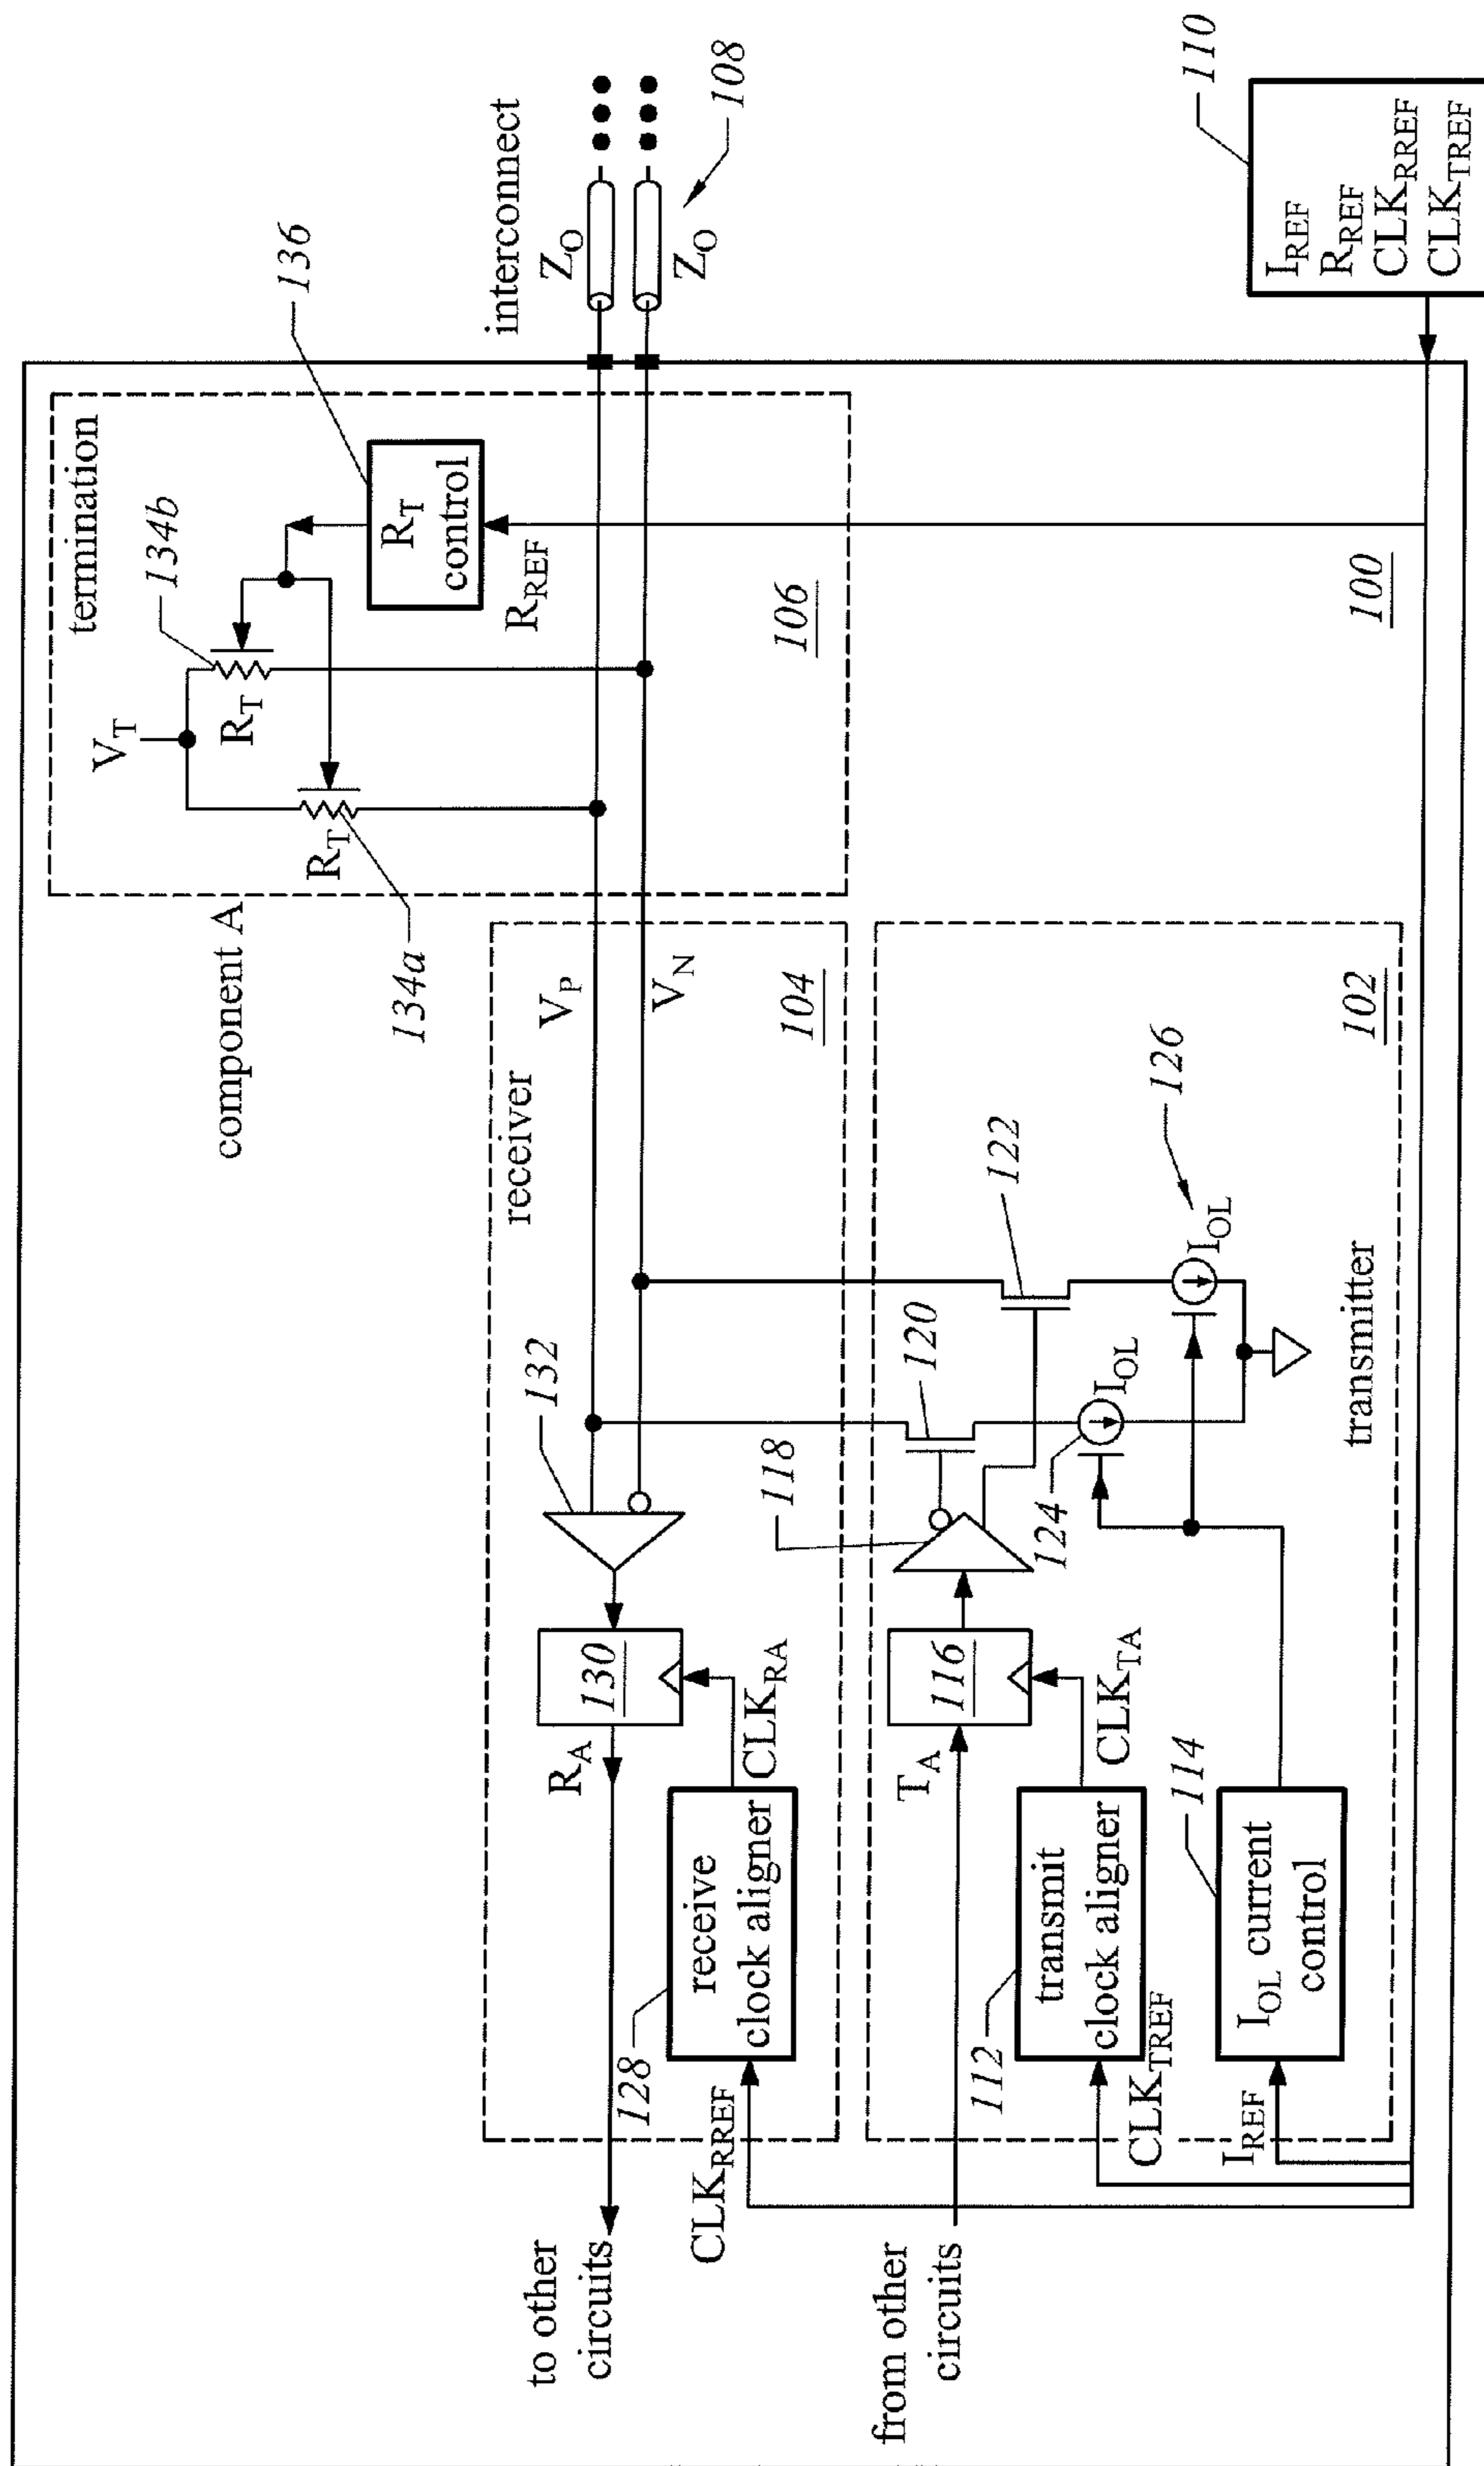 component A
termination
V_T
R_T
134a
R_T
134b
R_T
control
136
R_REF
106
interconnect
Z_O
Z_O
108
receiver
V_P
V_N
132
130
R_A
CLK_RA
receive
clock aligner
128
CLK_RREF
104
to other
circuits
from other
circuits
T_A
116
CLK_TA
transmit
clock aligner
112
CLK_TREF
I_OL current
control
114
I_REF
118
120
122
124
I_OL
I_OL
126
transmitter
102
100
110
I_REF
R_REF
CLK_RREF
CLK_TREF